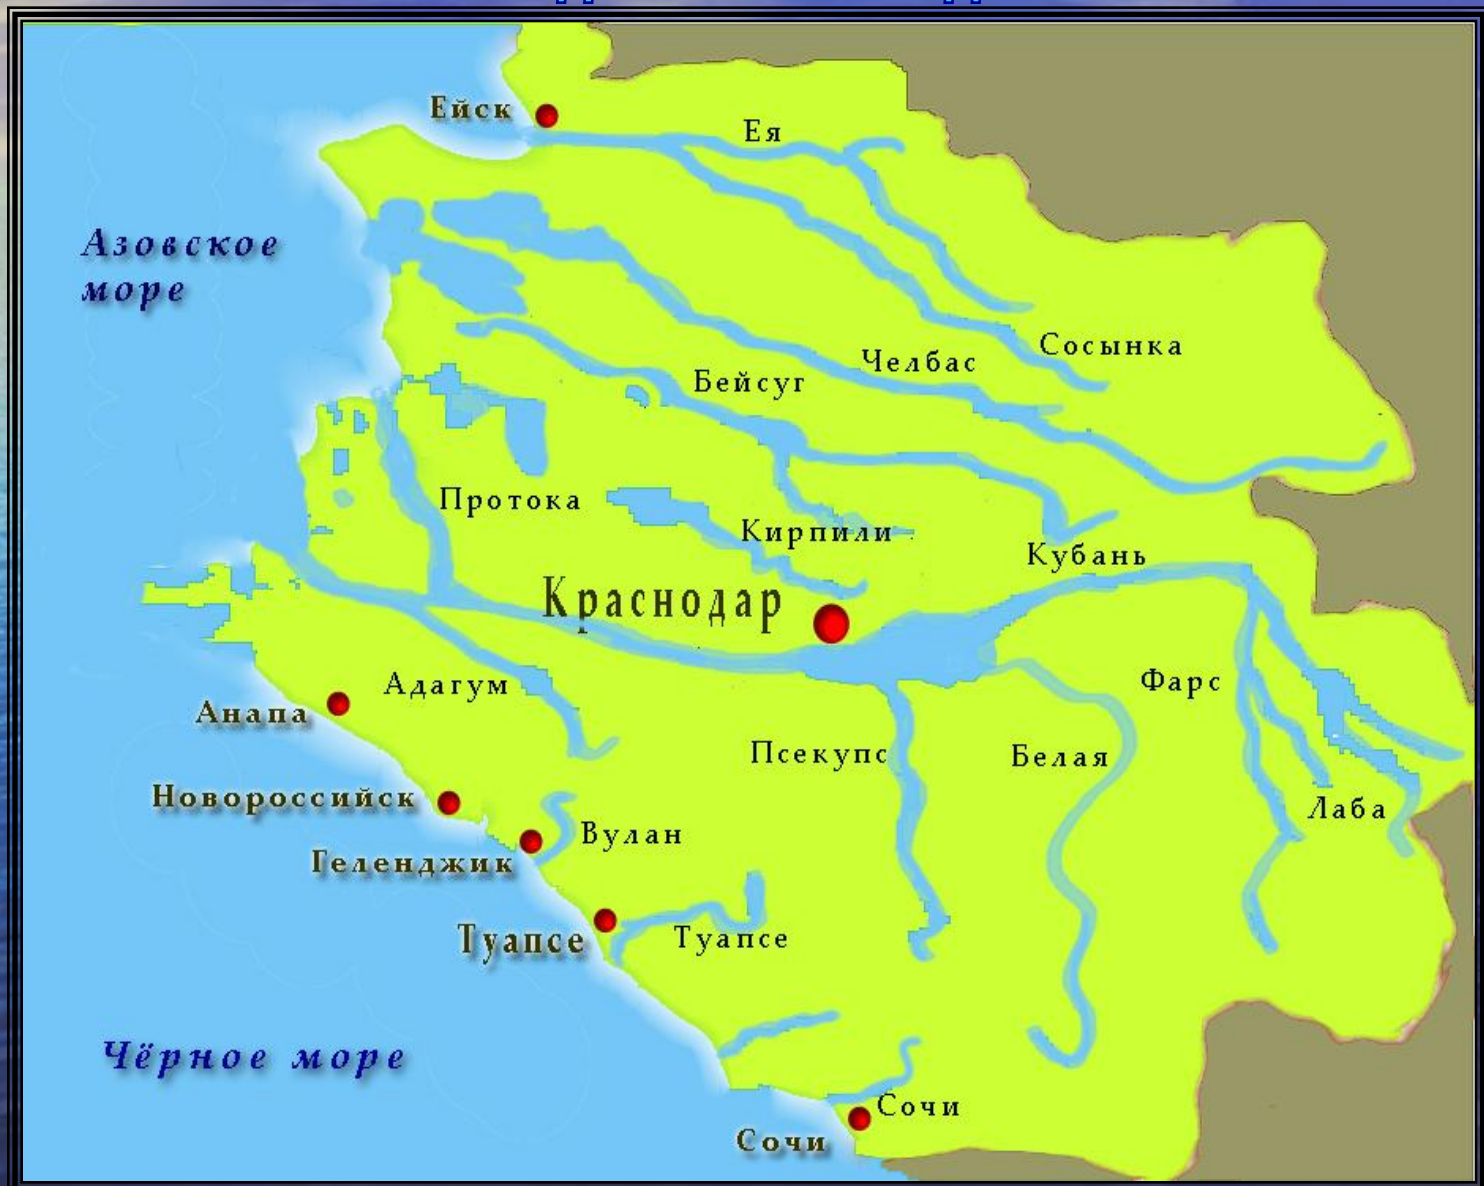 Ейск
Ея
Азовское
море
Сосынка
Челбас
Бейсуг
Протока
Кирпили
Кубань
Краснодар
Адагум
Фарс
Анапа
Псекупс
Белая
Новороссийск
Лаба
Вулан
Геленджик
Туапсе
Туапсе
Чёрное море
Сочи
Сочи